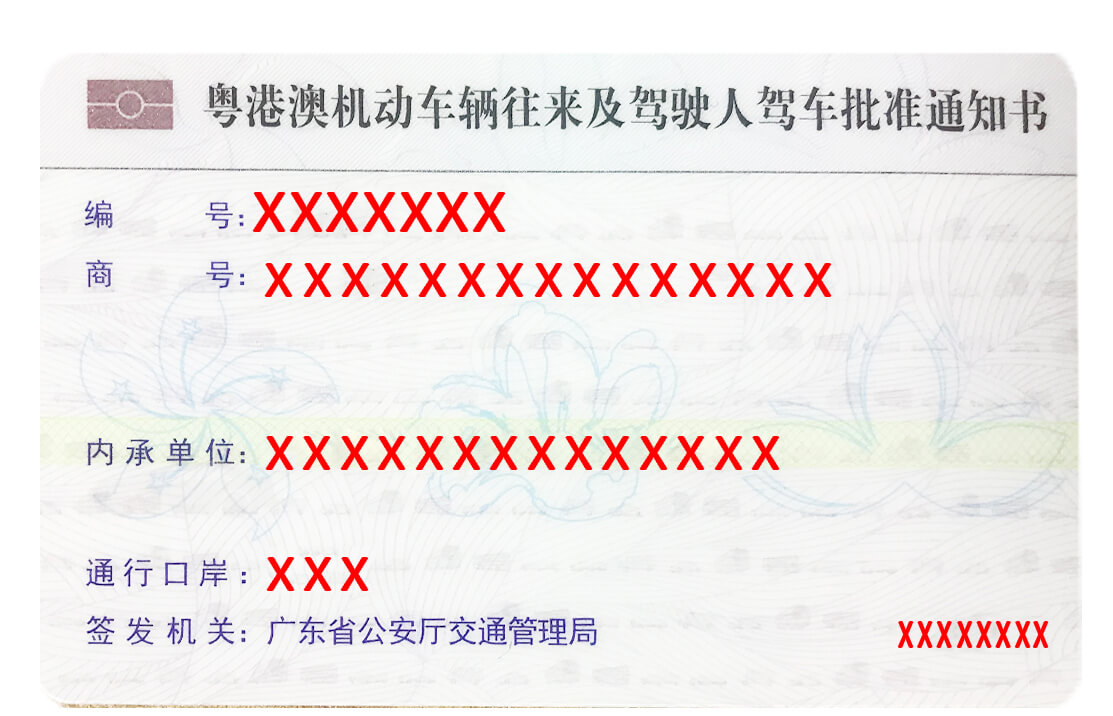 粤港澳机动车辆往来及驾驶人驾车批准通知书
编号:XXXXXXX
商号:XXXXXXXXXXXXXXX
内承单位:XXXXXXXXXXXXXX
通行口岸:XXX
签发机关:广东省公安厅交通管理局 XXXXXXXX